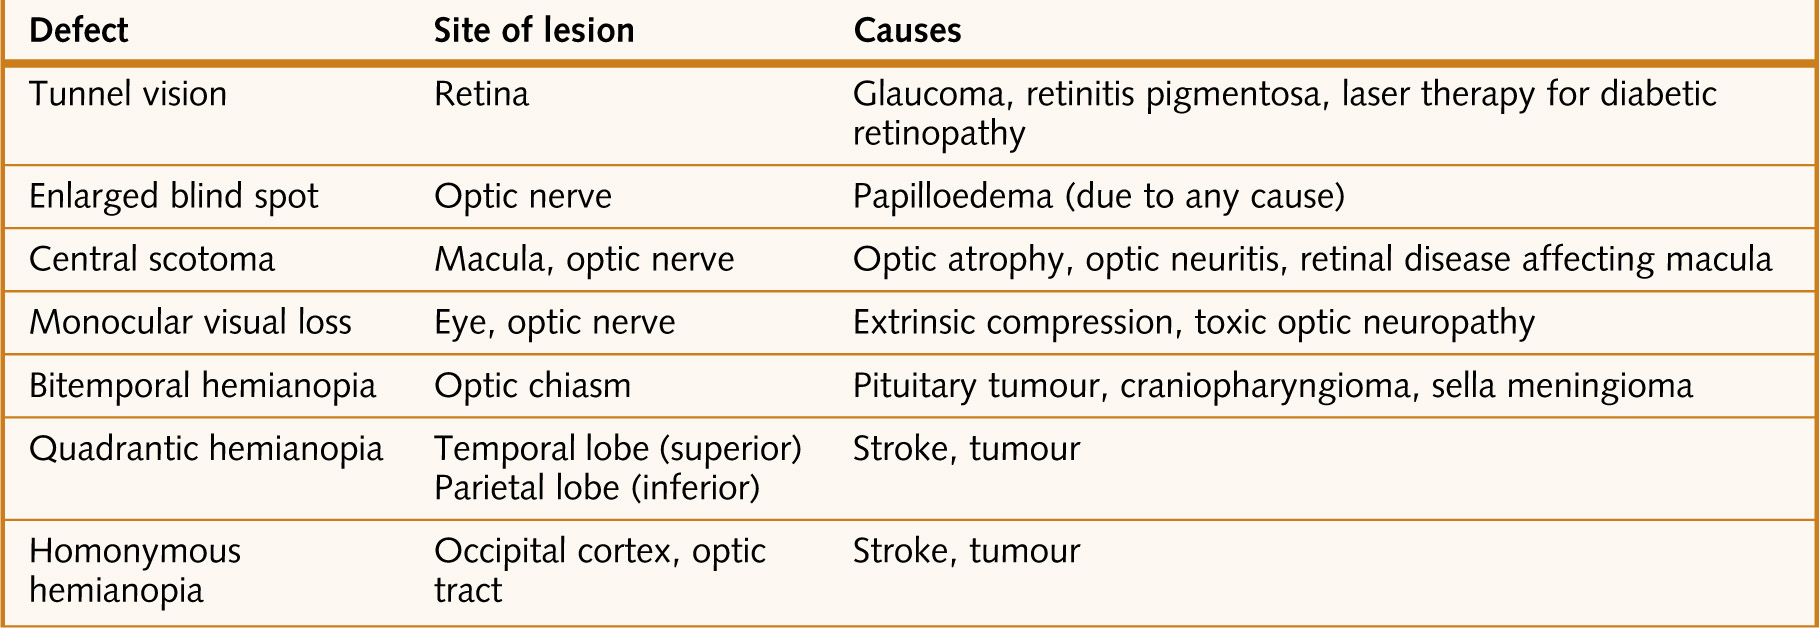 Defect Site of lesion Causes
Tunnel vision Retina Glaucoma, retinitis pigmentosa, laser therapy for diabetic
retinopathy
Enlarged blind spot Optic nerve Papilloedema (due to any cause)
Central scotoma Macula, optic nerve Optic atrophy, optic neuritis, retinal disease affecting macula
Monocular visual loss Eye, optic nerve Extrinsic compression, toxic optic neuropathy
Bitemporal hemianopia Optic chiasm Pituitary tumour, craniopharyngioma, sella meningioma
Quadrantic hemianopia Temporal lobe (superior) Stroke, tumour
Parietal lobe (inferior)
Homonymous Occipital cortex, optic Stroke, tumour
hemianopia tract